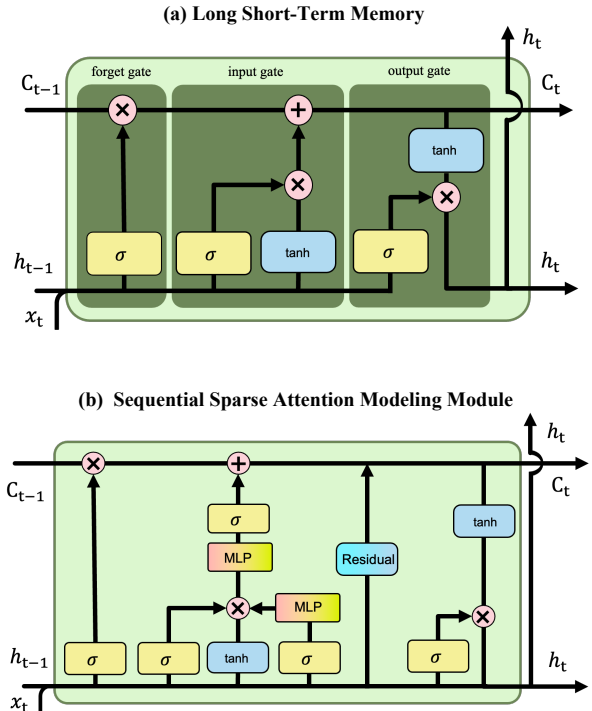 (a) Long Short-Term Memory
h_t
forget gate
input gate
output gate
C_{t−1}
C_t
×
+
tanh
×
×
σ
σ
tanh
σ
h_{t−1}
h_t
x_t
(b) Sequential Sparse Attention Modeling Module
h_t
×
+
C_{t−1}
C_t
σ
tanh
MLP
Residual
MLP
×
×
σ
σ
tanh
σ
σ
h_{t−1}
h_t
x_t